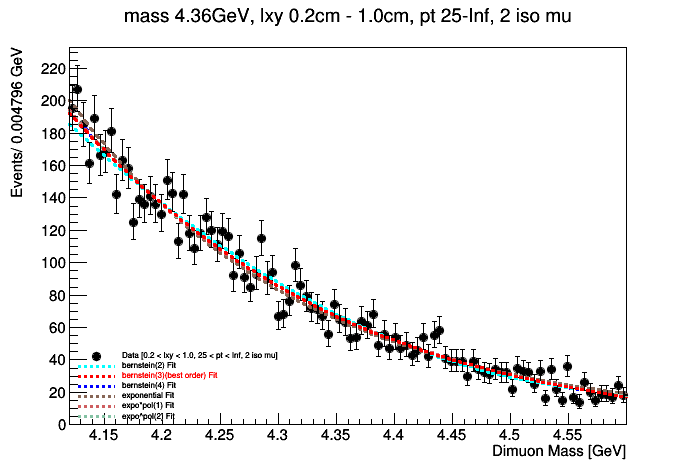 mass 4.36GeV, lxy 0.2cm - 1.0cm, pt 25-Inf, 2 iso mu
Events/ 0.004796 GeV
220
200
180
160
140
120
100
80
60
40
20
0
Data [0.2 < lxy < 1.0, 25 < pt < Inf, 2 iso mu]
bernstein(2) Fit
bernstein(3)(best order) Fit
bernstein(4) Fit
exponential Fit
expo*pol(1) Fit
expo*pol(2) Fit
4.15 4.2 4.25 4.3 4.35 4.4 4.45 4.5 4.55
Dimuon Mass [GeV]